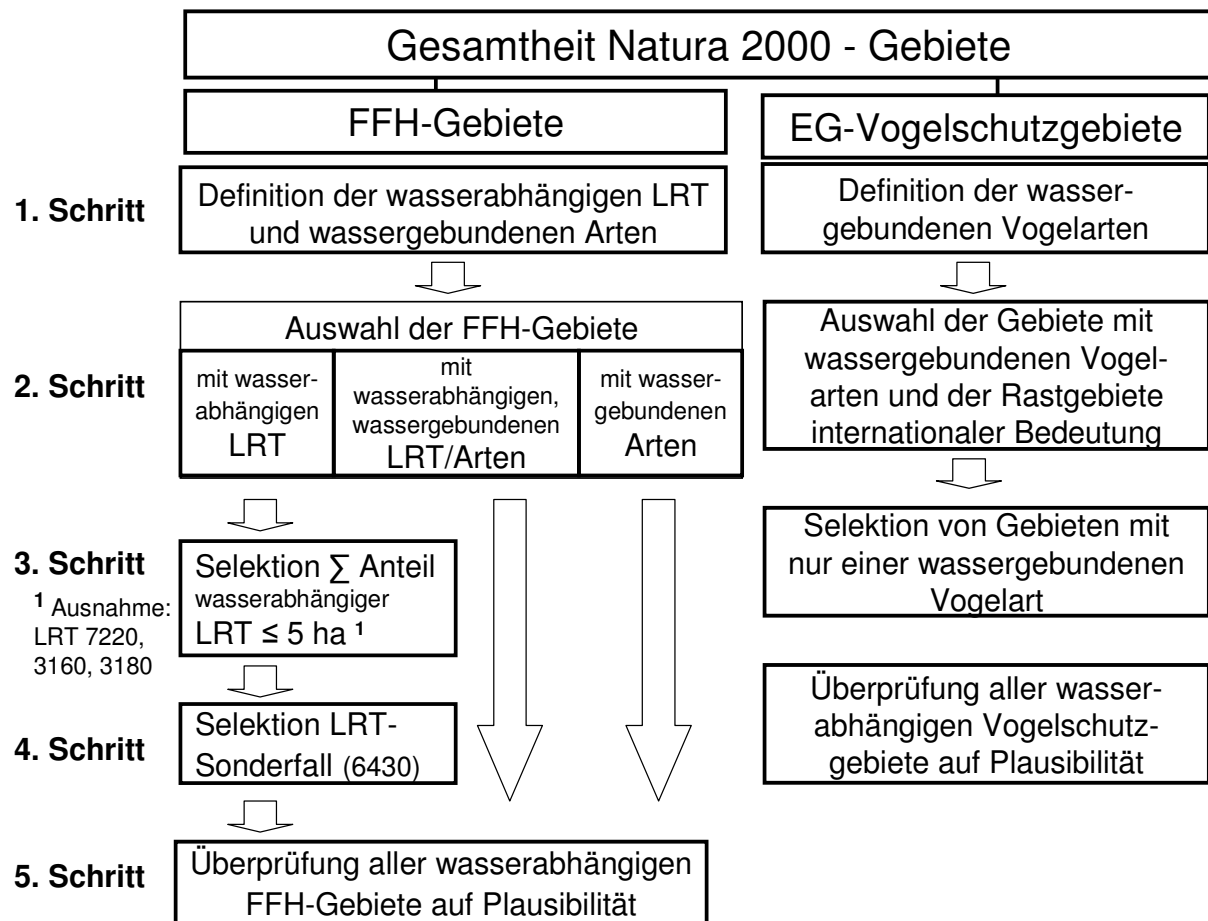 Gesamtheit Natura 2000 - Gebiete
FFH-Gebiete
EG-Vogelschutzgebiete
1. Schritt
Definition der wasserabhängigen LRT
und wassergebundenen Arten
Definition der wasser-
gebundenen Vogelarten
2. Schritt
Auswahl der FFH-Gebiete
mit wasser-
abhängigen
LRT
mit
wasserabhängigen,
wassergebundenen
LRT/Arten
mit wasser-
gebundenen
Arten
Auswahl der Gebiete mit
wassergebundenen Vogel-
arten und der Rastgebiete
internationaler Bedeutung
3. Schritt
¹ Ausnahme:
LRT 7220,
3160, 3180
Selektion ∑ Anteil
wasserabhängiger
LRT ≤ 5 ha ¹
Selektion von Gebieten mit
nur einer wassergebundenen
Vogelart
4. Schritt
Selektion LRT-
Sonderfall (6430)
Überprüfung aller wasser-
abhängigen Vogelschutz-
gebiete auf Plausibilität
5. Schritt
Überprüfung aller wasserabhängigen
FFH-Gebiete auf Plausibilität